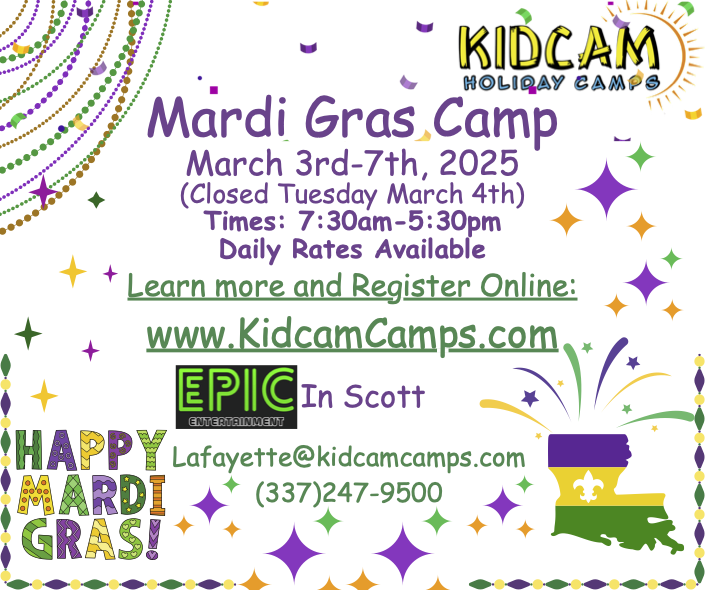 KIDCAM
HOLIDAY CAMPS
Mardi Gras Camp
March 3rd-7th, 2025
(Closed Tuesday March 4th)
Times: 7:30am-5:30pm
Daily Rates Available
Learn more and Register Online:
www.KidcamCamps.com
EPIC
ENTERTAINMENT
In Scott
Lafayette@kidcamcamps.com
(337)247-9500
HAPPY
MARDI
GRAS!